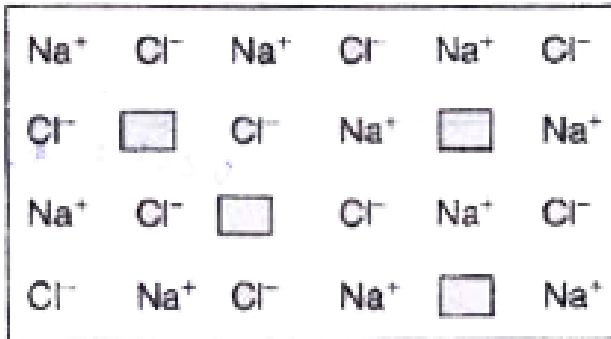 Na⁺ Cl⁻ Na⁺ Cl⁻ Na⁺ Cl⁻
Cl⁻ Cl⁻ Na⁺ Na⁺
Na⁺ Cl⁻ Cl⁻ Na⁺ Cl⁻
Cl⁻ Na⁺ Cl⁻ Na⁺ Na⁺